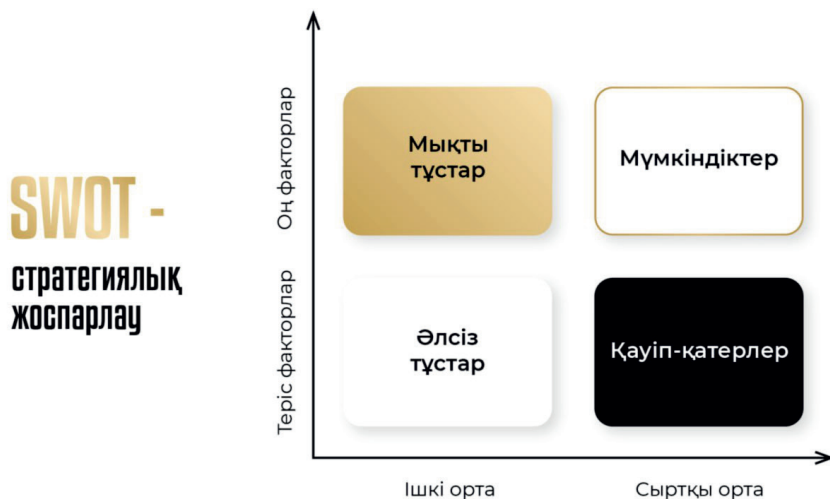 SWOT -
стратегиялық
жоспарлау
Оң факторлар
Мықты
тұстар
Мүмкіндіктер
Теріс факторлар
Әлсіз
тұстар
Қауіп-қатерлер
Ішкі орта
Сыртқы орта